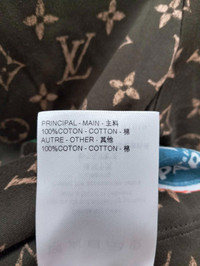 PRINCIPAL - MAIN - 主料
100%COTON - COTTON - 棉
AUTRE - OTHER - 其他
100%COTON - COTTON - 棉